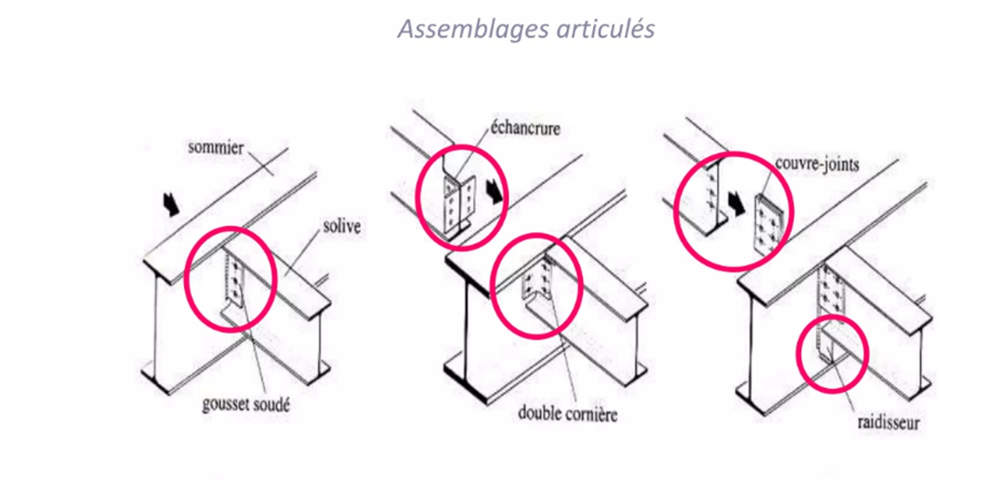 Assemblages articulés
sommier
solive
gousset soudé
échancrure
double cornière
couvre-joints
raidisseur